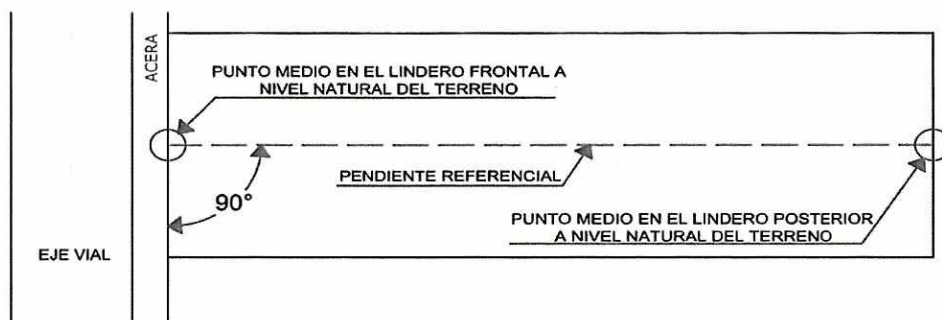 ACERA
PUNTO MEDIO EN EL LINDERO FRONTAL A
NIVEL NATURAL DEL TERRENO
PENDIENTE REFERENCIAL
90°
PUNTO MEDIO EN EL LINDERO POSTERIOR
A NIVEL NATURAL DEL TERRENO
EJE VIAL